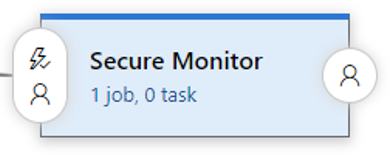 Secure Monitor
1 job, 0 task